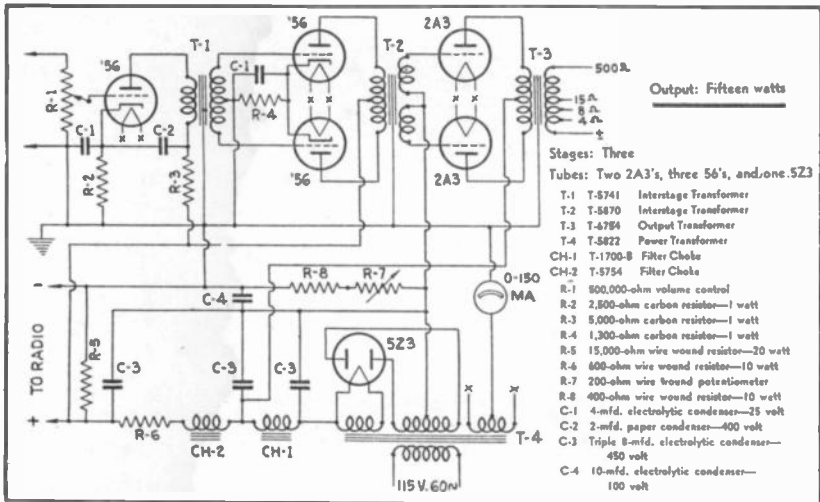 '56
2A3
T-1
T-2
T-3
C-1
'56
R-1
R-4
500Ω
15Ω
8Ω
4Ω
±
C-1
C-2
R-2
R-3
'56
2A3
R-8
R-7
0-150
MA
C-4
TO RADIO
-
+
R-5
C-3
C-3
C-3
5Z3
R-6
CH-2
CH-1
T-4
115 V. 60~
x x
x x
x x
x x
Output: Fifteen watts
Stages: Three
Tubes: Two 2A3's, three 56's, and one 5Z3
T-1 T-5741 Interstage Transformer
T-2 T-5870 Interstage Transformer
T-3 T-6754 Output Transformer
T-4 T-5822 Power Transformer
CH-1 T-1700-B Filter Choke
CH-2 T-5754 Filter Choke
R-1 500,000-ohm volume control
R-2 2,500-ohm carbon resistor—1 watt
R-3 5,000-ohm carbon resistor—1 watt
R-4 1,300-ohm carbon resistor—1 watt
R-5 15,000-ohm wire wound resistor—20 watt
R-6 600-ohm wire wound resistor—10 watt
R-7 200-ohm wire wound potentiometer
R-8 400-ohm wire wound resistor—10 watt
C-1 4-mfd. electrolytic condenser—25 volt
C-2 2-mfd. paper condenser—400 volt
C-3 Triple 8-mfd. electrolytic condenser—
450 volt
C-4 10-mfd. electrolytic condenser—
100 volt